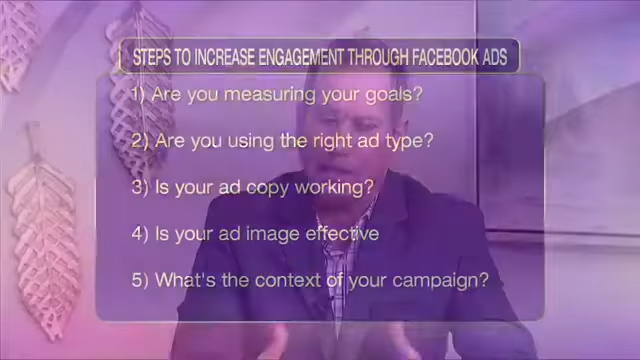 STEPS TO INCREASE ENGAGEMENT THROUGH FACEBOOK ADS
1) Are you measuring your goals?
2) Are you using the right ad type?
3) Is your ad copy working?
4) Is your ad image effective
5) What's the context of your campaign?